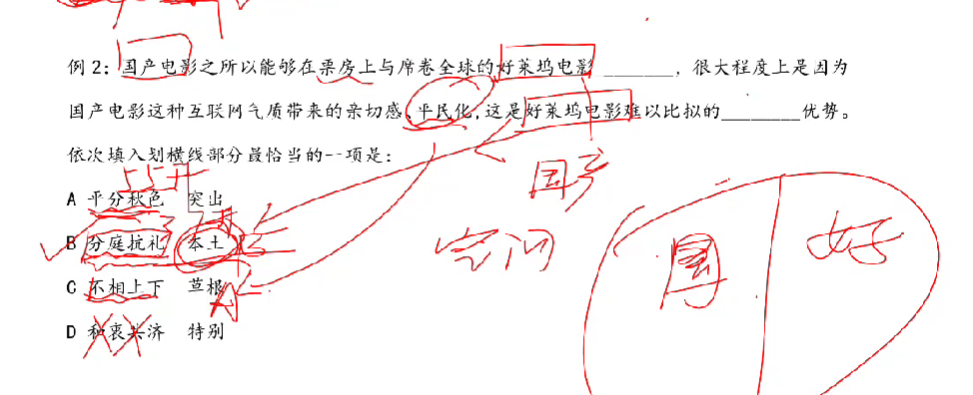 例2:国产电影之所以能够在票房上与席卷全球的好莱坞电影 ______，很大程度上是因为
国产电影这种互联网气质带来的亲切感、平民化,这是好莱坞电影难以比拟的______优势。
依次填入划横线部分最恰当的一项是:
55开
A 平分秋色 突出
国产
B 分庭抗礼 本土
空间
国 好
C 不相上下 草根
D 和衷共济 特别